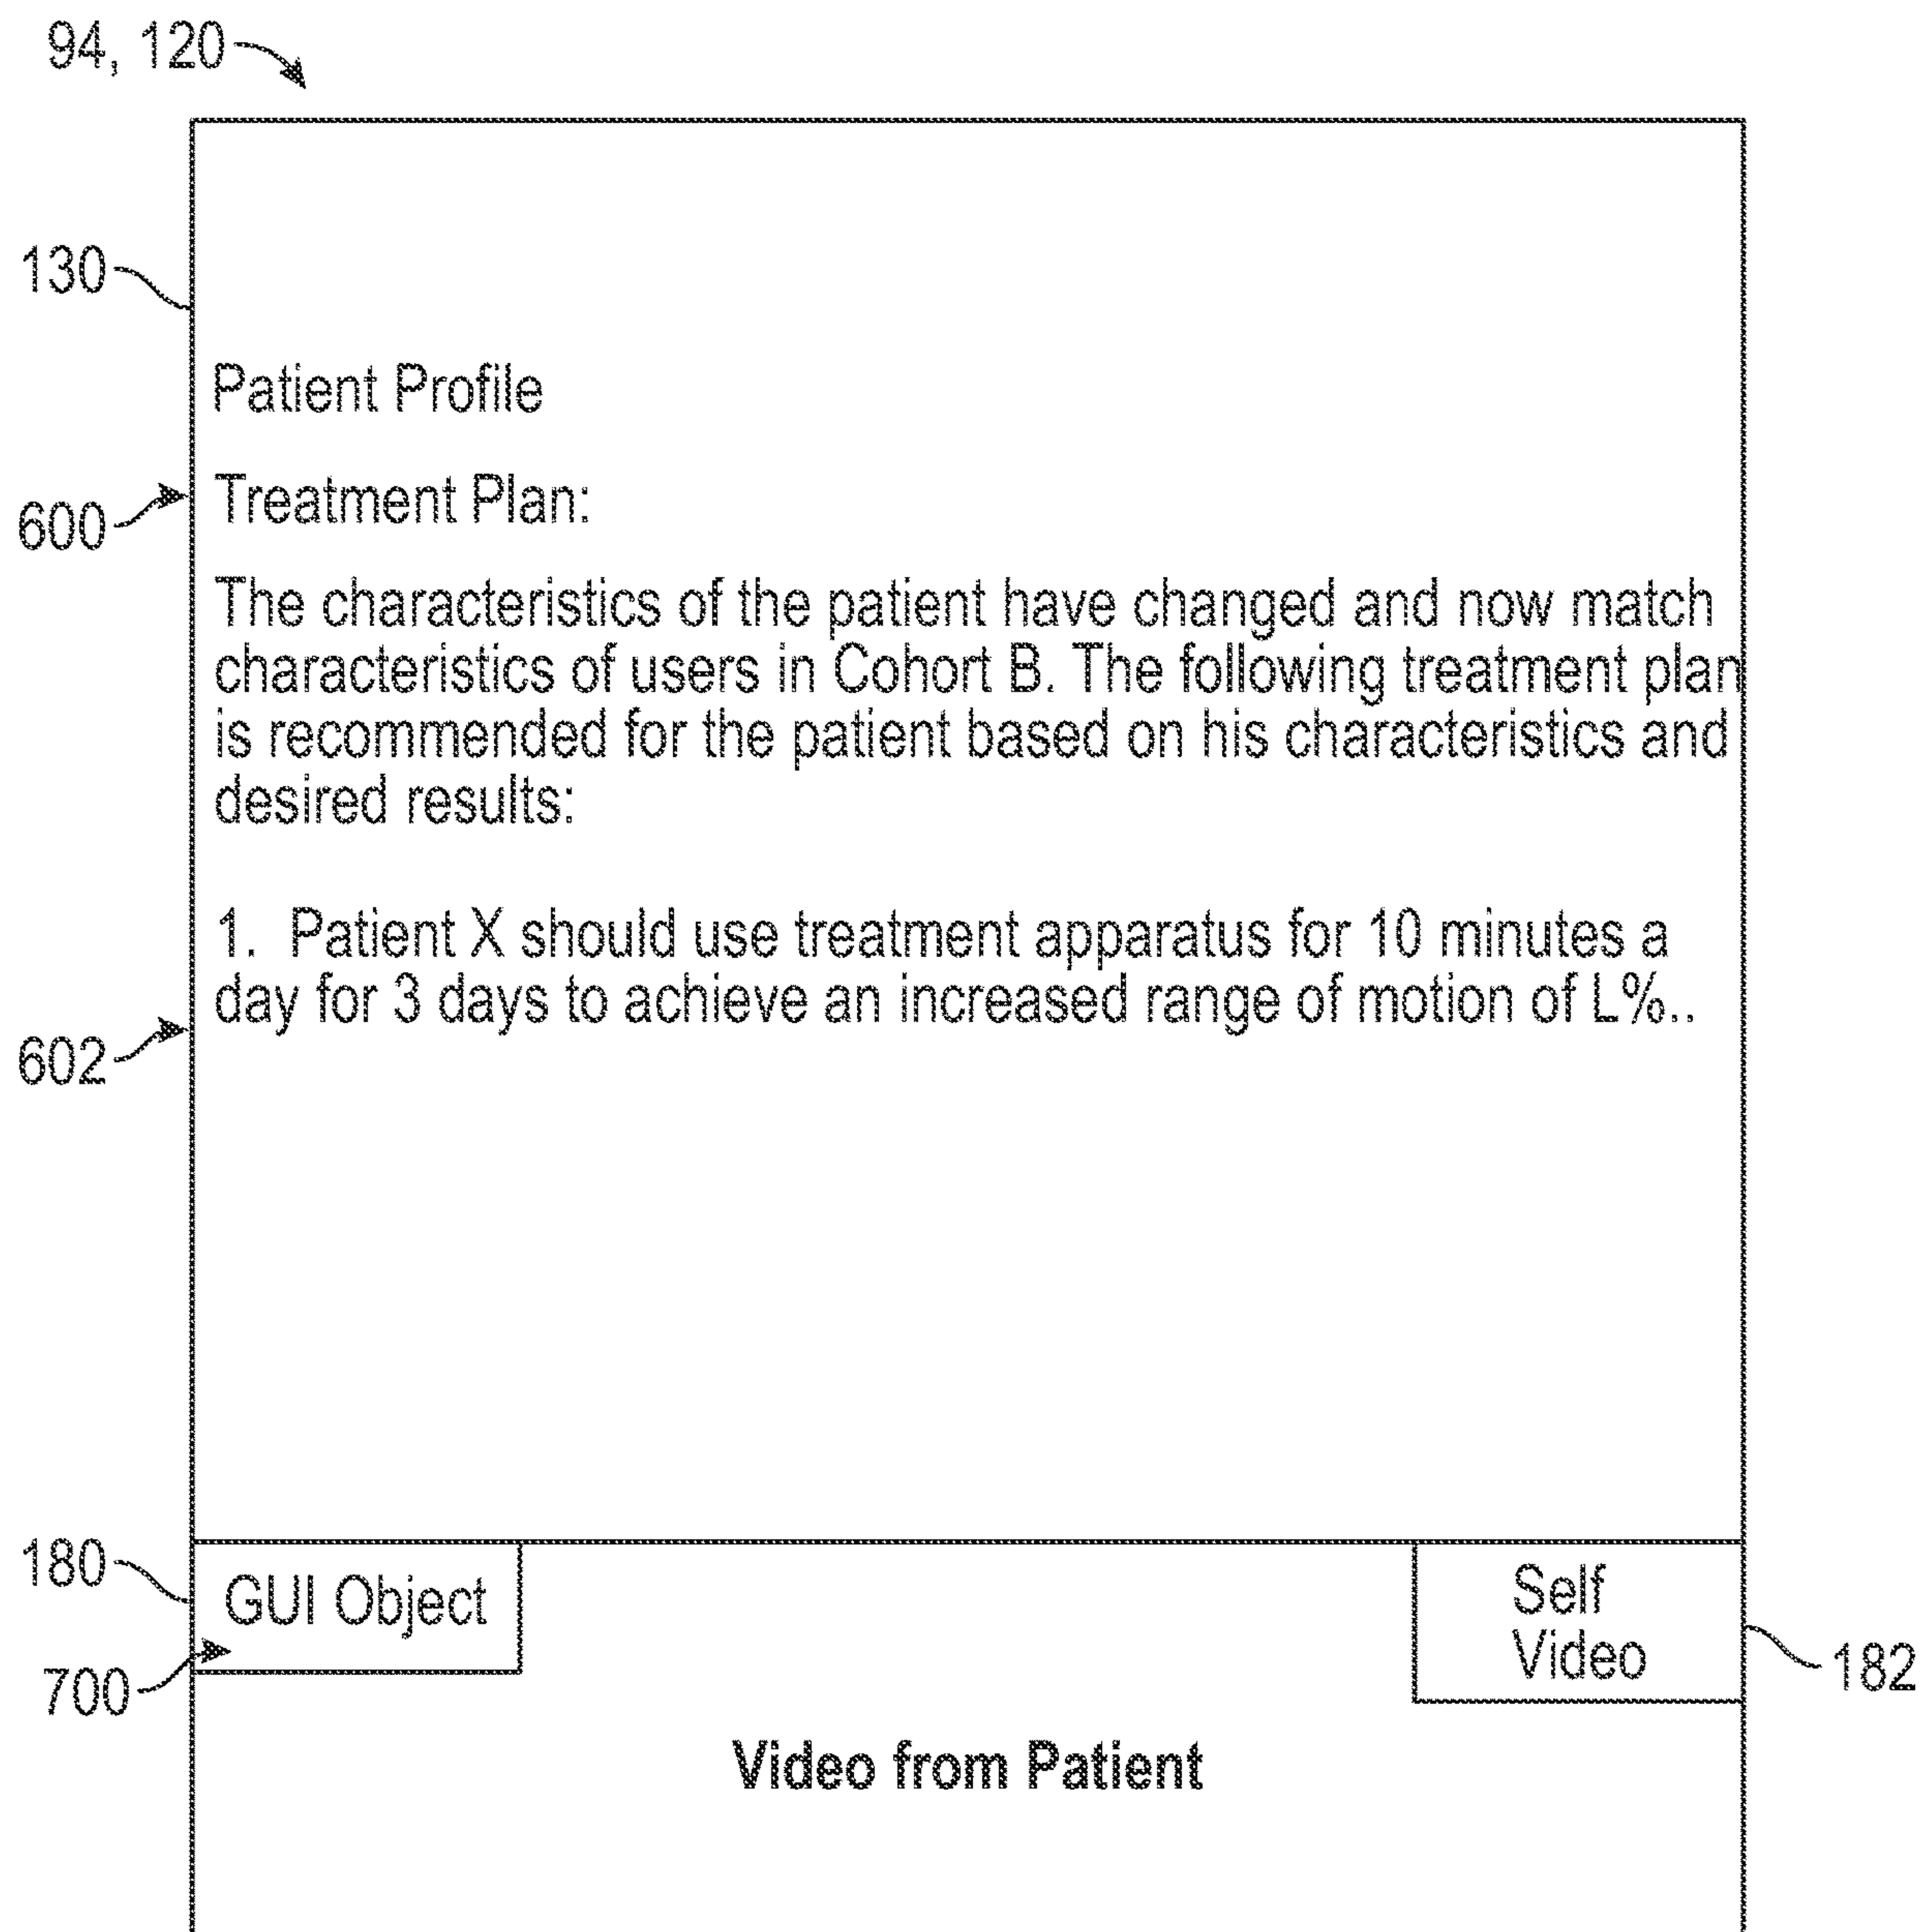 94, 120
130
Patient Profile
600
Treatment Plan:
The characteristics of the patient have changed and now match
characteristics of users in Cohort B. The following treatment plan
is recommended for the patient based on his characteristics and
desired results:
1. Patient X should use treatment apparatus for 10 minutes a
day for 3 days to achieve an increased range of motion of L%..
602
180
GUI Object
700
Self
Video
182
Video from Patient